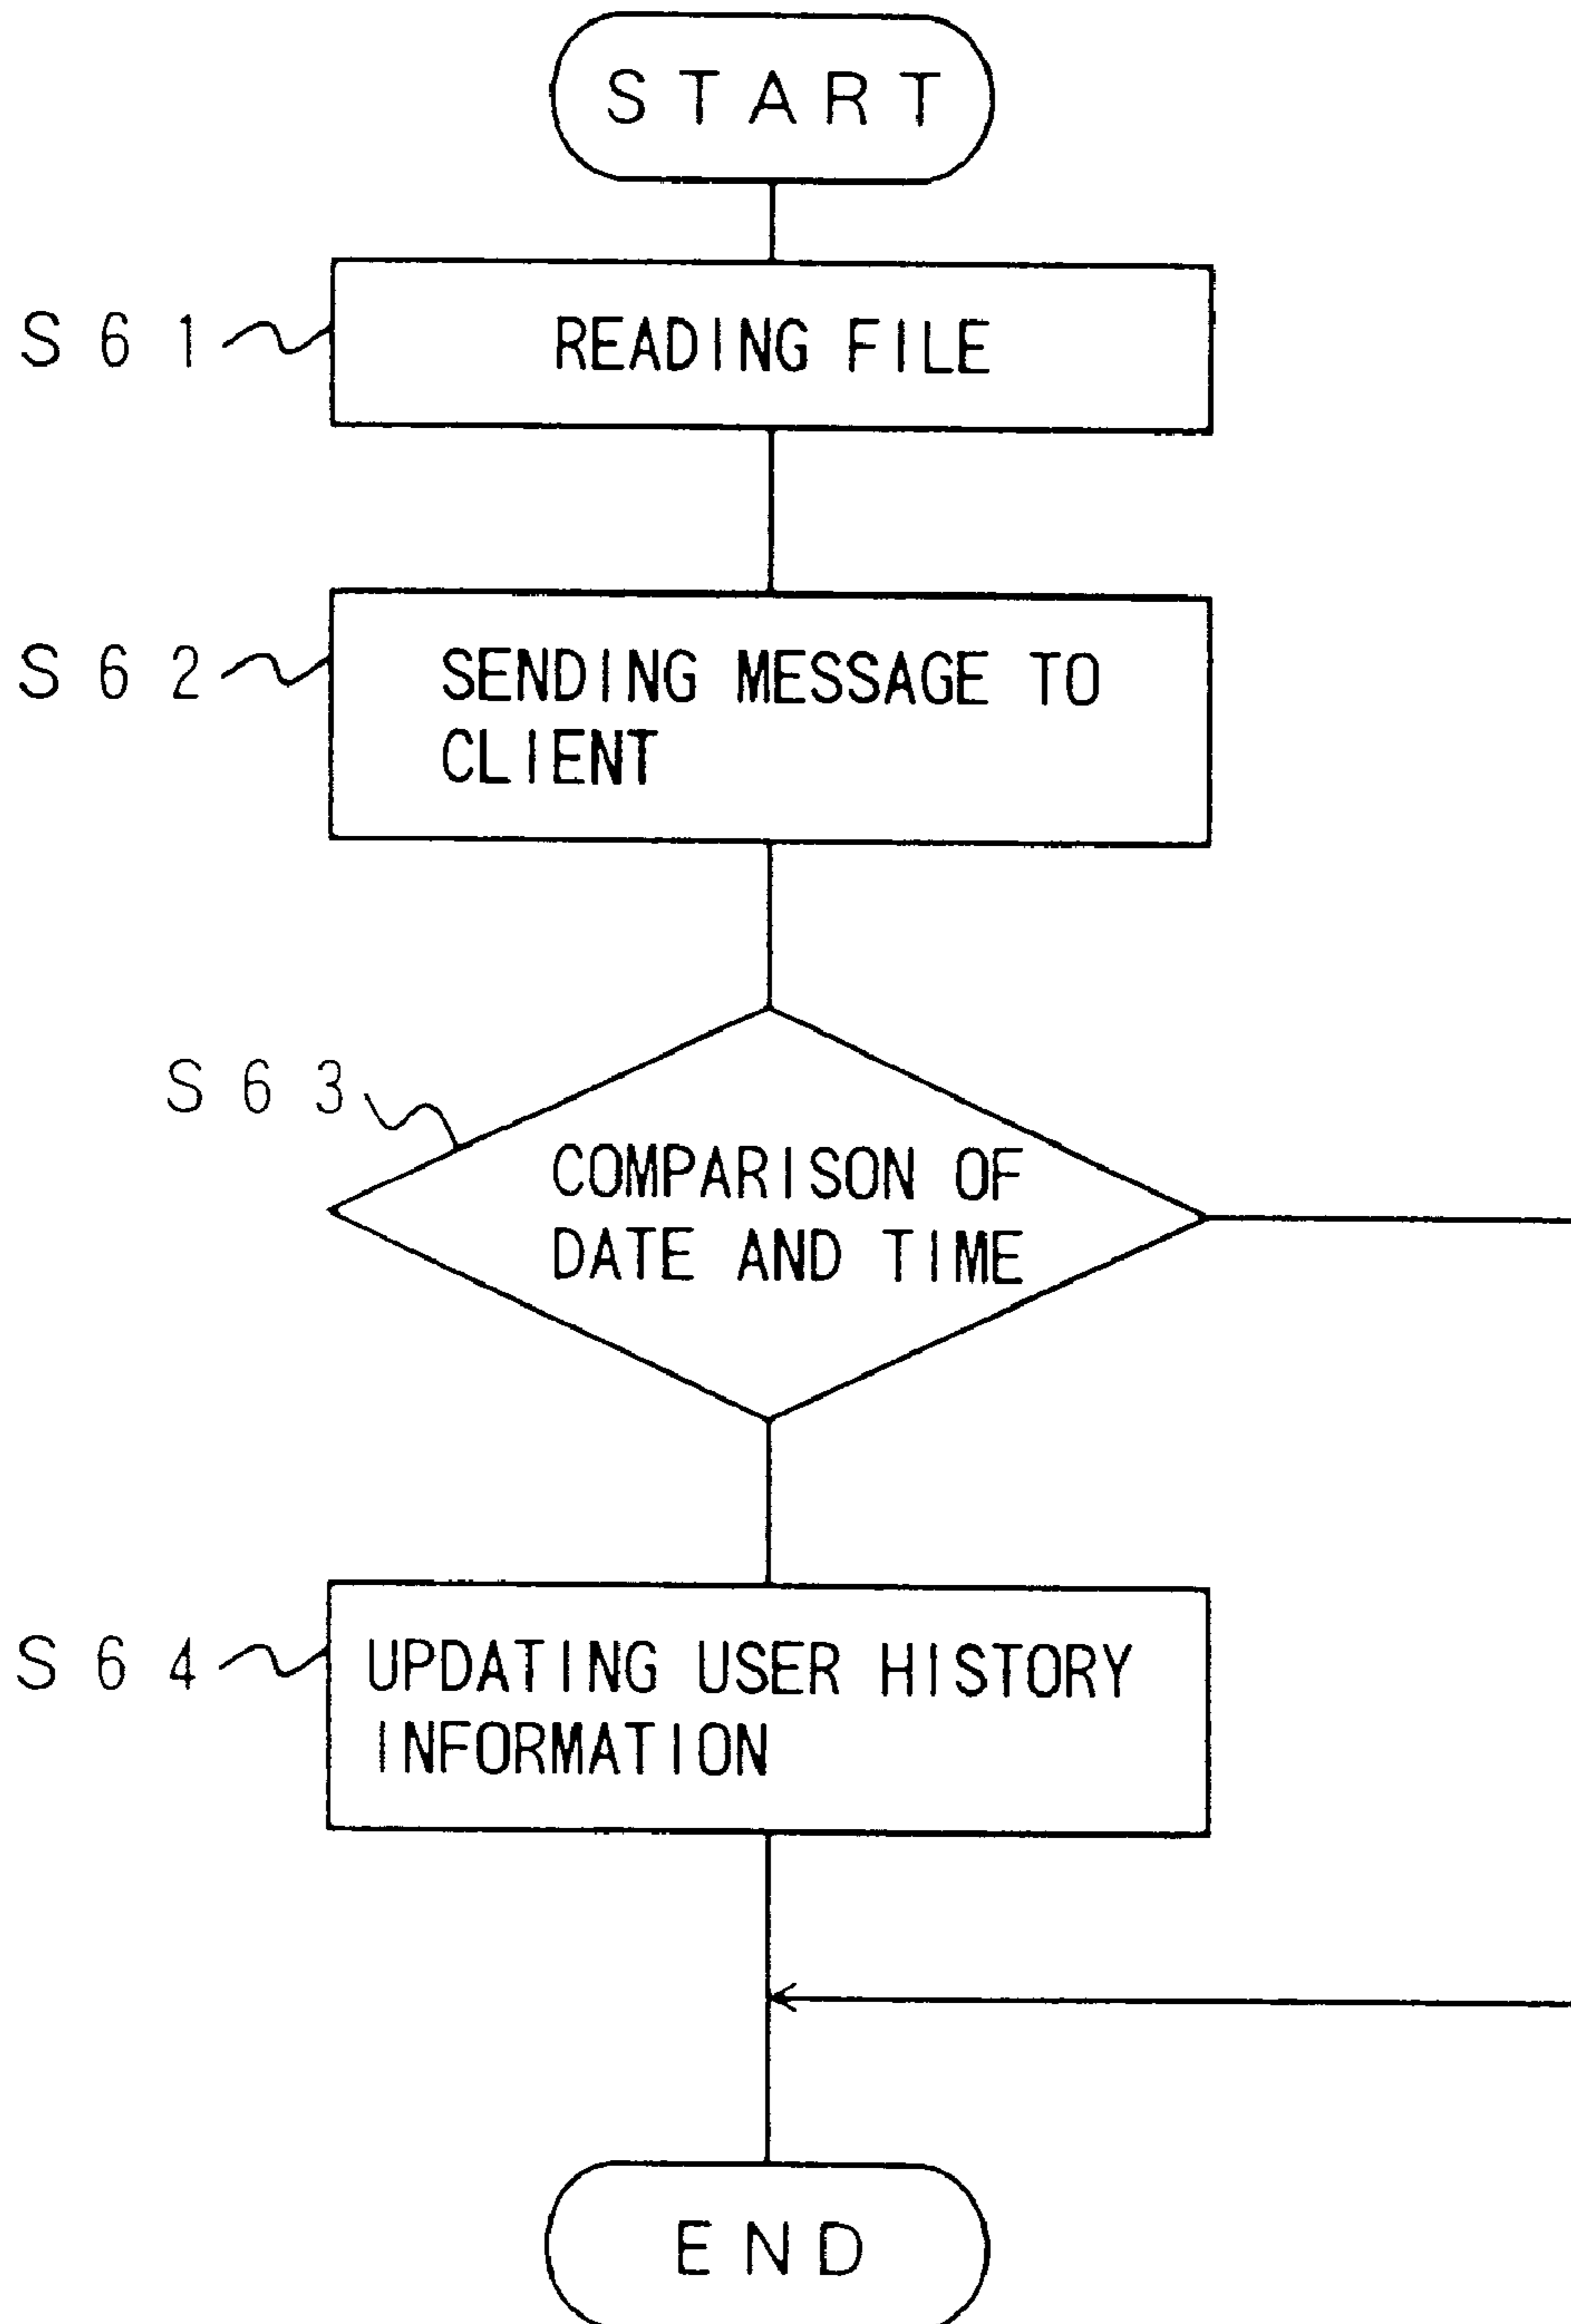 START
S61
READING FILE
S62
SENDING MESSAGE TO
CLIENT
S63
COMPARISON OF
DATE AND TIME
S64
UPDATING USER HISTORY
INFORMATION
END